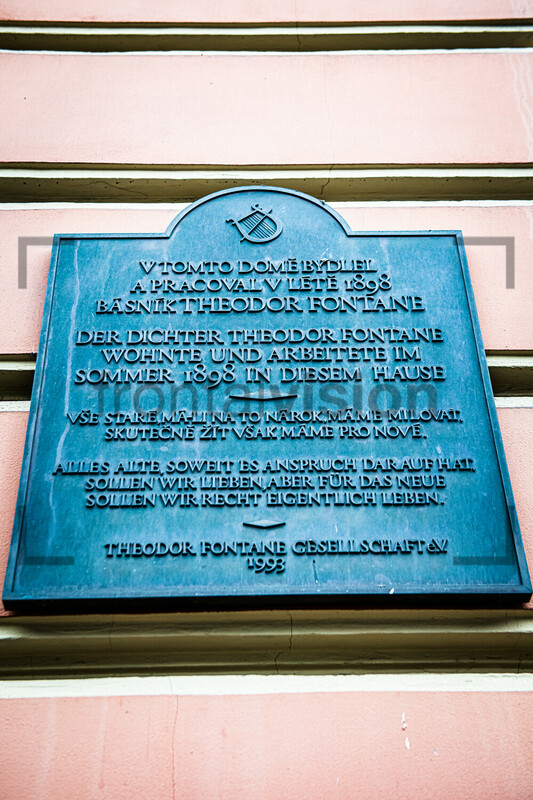 V TOMTO DOMĚ BYDLEL
A PRACOVAL V LÉTĚ 1898
BÁSNÍK THEODOR FONTANE
DER DICHTER THEODOR FONTANE
WOHNTE UND ARBEITETE IM
SOMMER 1898 IN DIESEM HAUSE
frontalvision
VŠE STARÉ, MÁ-LI NA TO NÁROK, MÁME MILOVAT,
SKUTEČNĚ ŽÍT VŠAK MÁME PRO NOVÉ.
ALLES ALTE, SOWEIT ES ANSPRUCH DARAUF HAT,
SOLLEN WIR LIEBEN, ABER FÜR DAS NEUE
SOLLEN WIR RECHT EIGENTLICH LEBEN.
THEODOR FONTANE GESELLSCHAFT e.V.
1993